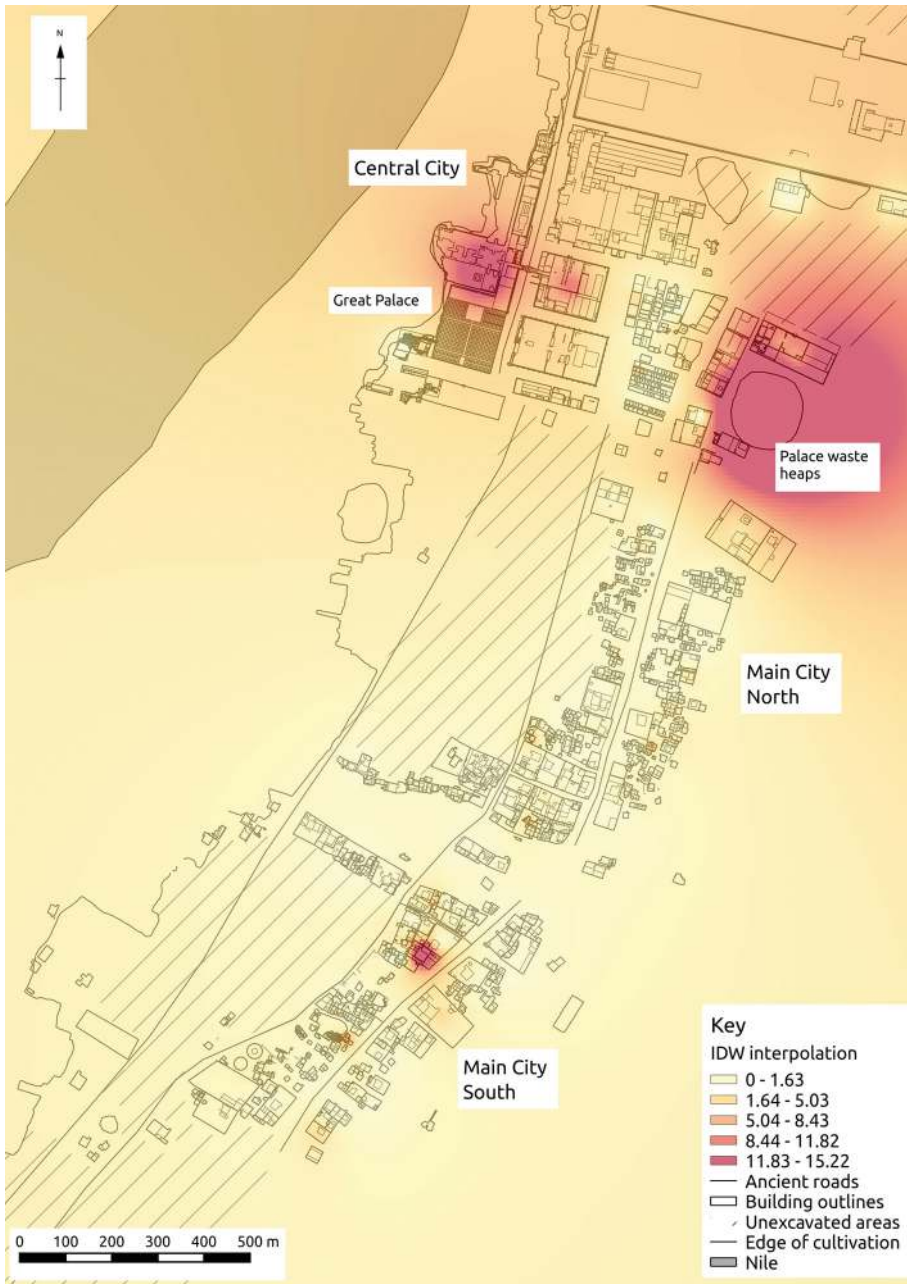 N
Central City
Great Palace
Palace waste
heaps
Main City
North
Main City
South
Key
IDW interpolation
0 - 1.63
1.64 - 5.03
5.04 - 8.43
8.44 - 11.82
11.83 - 15.22
Ancient roads
Building outlines
Unexcavated areas
Edge of cultivation
Nile
0 100 200 300 400 500 m